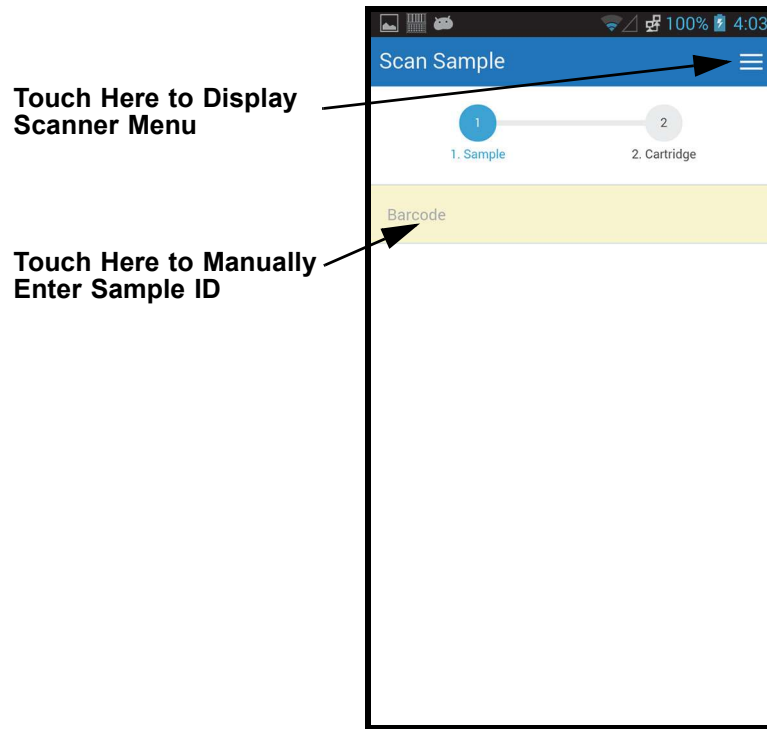 100% 4:03
Scan Sample
Touch Here to Display
Scanner Menu
1 2
1. Sample 2. Cartridge
Barcode
Touch Here to Manually
Enter Sample ID